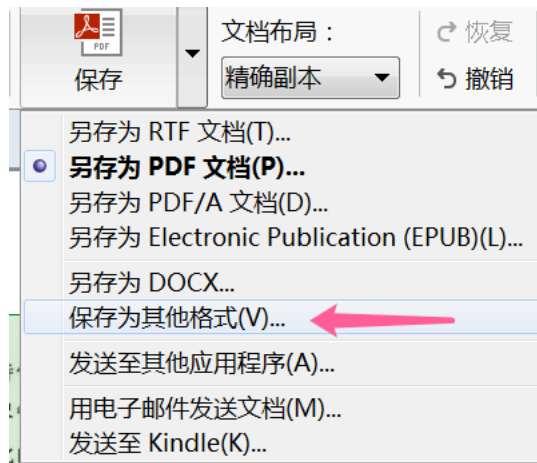 PDF
保存
文档布局：
精确副本
恢复
撤销
另存为 RTF 文档(T)...
另存为 PDF 文档(P)...
另存为 PDF/A 文档(D)...
另存为 Electronic Publication (EPUB)(L)...
另存为 DOCX...
保存为其他格式(V)...
发送至其他应用程序(A)...
用电子邮件发送文档(M)...
发送至 Kindle(K)...